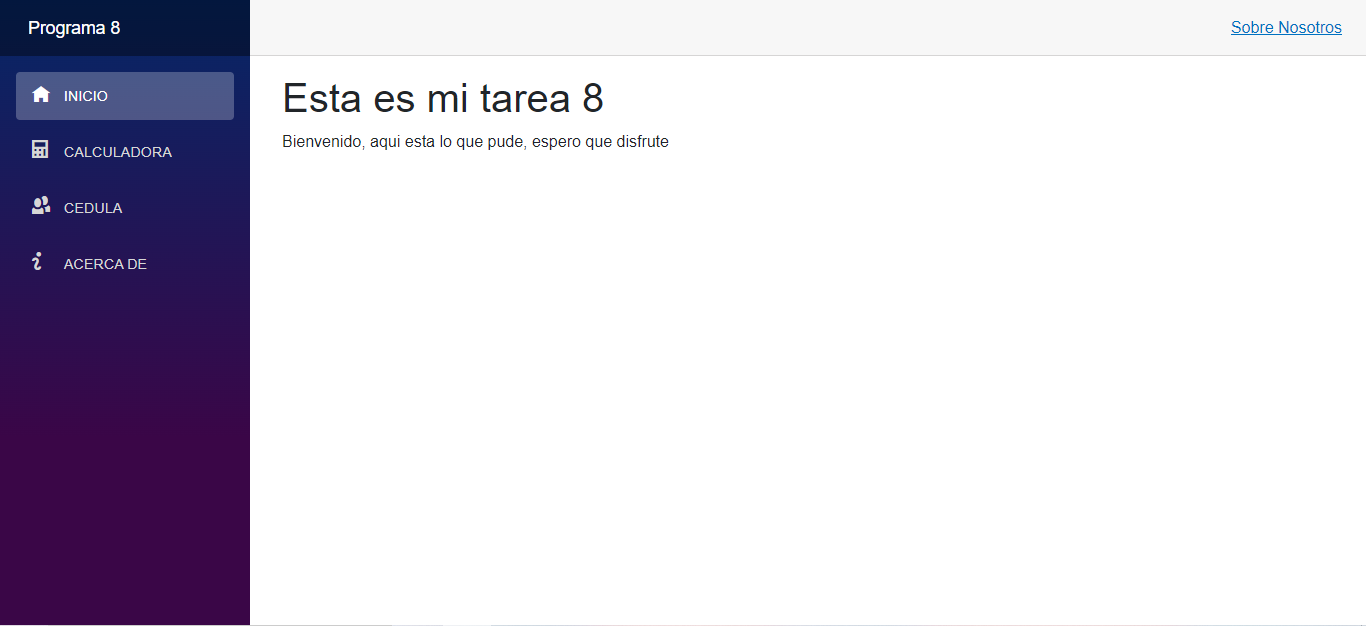 Programa 8
Sobre Nosotros
INICIO
CALCULADORA
CEDULA
ACERCA DE
Esta es mi tarea 8
Bienvenido, aqui esta lo que pude, espero que disfrute